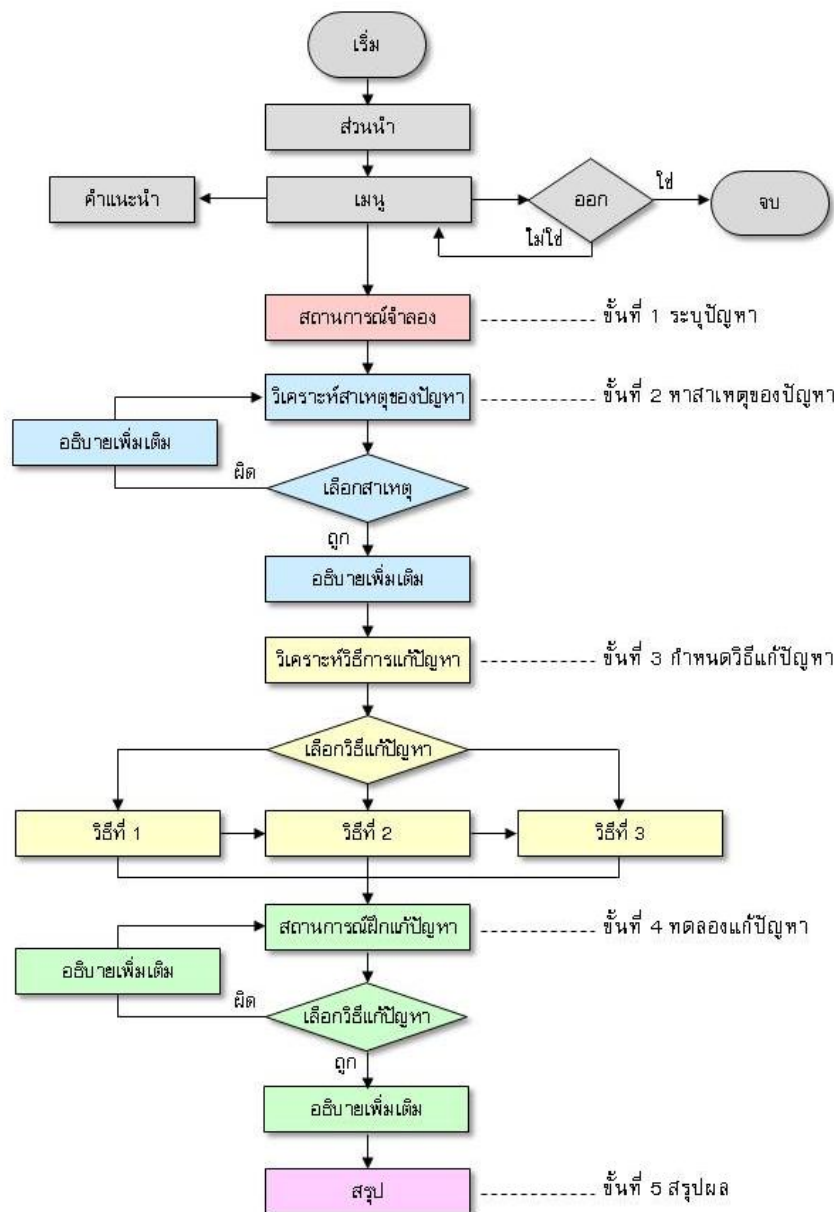 เริ่ม
ส่วนนำ
คำแนะนำ
เมนู
ออก
ใช่
จบ
ไม่ใช่
สถานการณ์จำลอง
ขั้นที่ 1 ระบุปัญหา
วิเคราะห์สาเหตุของปัญหา
ขั้นที่ 2 หาสาเหตุของปัญหา
อธิบายเพิ่มเติม
ผิด
เลือกสาเหตุ
ถูก
อธิบายเพิ่มเติม
วิเคราะห์วิธีการแก้ปัญหา
ขั้นที่ 3 กำหนดวิธีแก้ปัญหา
เลือกวิธีแก้ปัญหา
วิธีที่ 1
วิธีที่ 2
วิธีที่ 3
สถานการณ์ฝึกแก้ปัญหา
ขั้นที่ 4 ทดลองแก้ปัญหา
อธิบายเพิ่มเติม
ผิด
เลือกวิธีแก้ปัญหา
ถูก
อธิบายเพิ่มเติม
สรุป
ขั้นที่ 5 สรุปผล